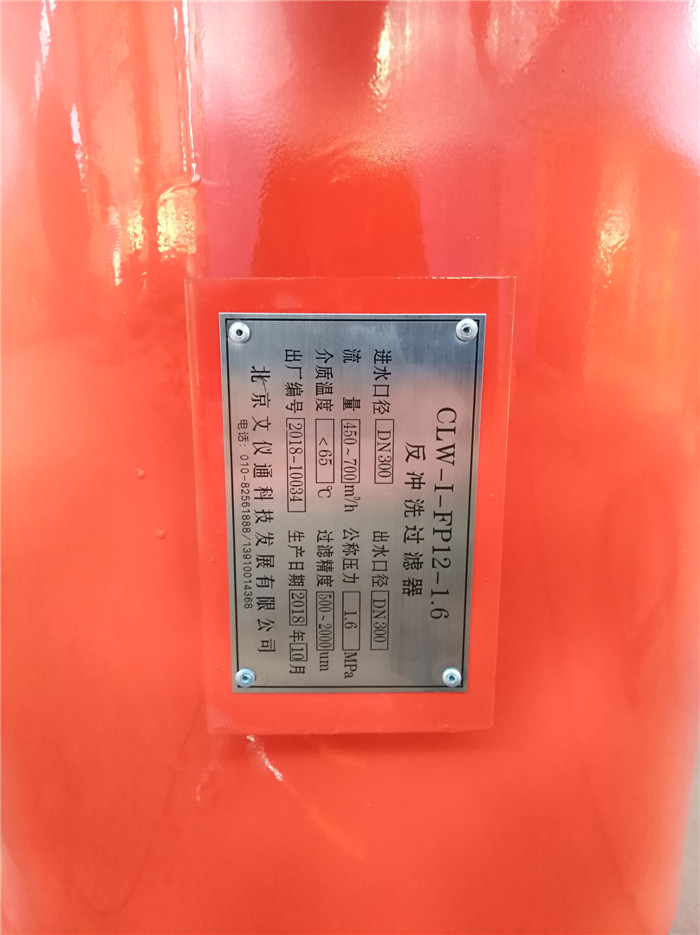 CLW-I-FP12-1.6
反冲洗过滤器
进水口径 DN300 出水口径 DN300
流 量 450~700 m³/h 公称压力 1.6 MPa
介质温度 <65 ℃ 过滤精度 500~2000 um
出厂编号 2018-10034 生产日期 2018 年 10 月
北京文仪通科技发展有限公司
电话: 010-82561888/13910014368